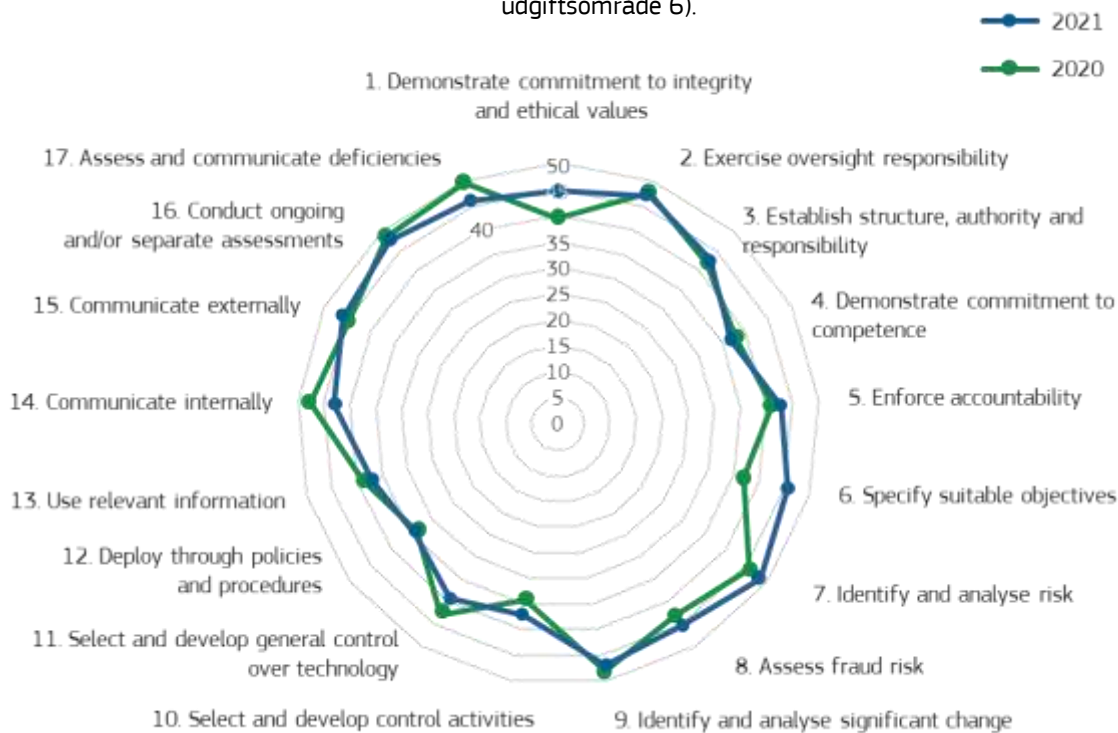 udgiftsområde 6).
2021
2020
1. Demonstrate commitment to integrity
and ethical values
17. Assess and communicate deficiencies
50
2. Exercise oversight responsibility
16. Conduct ongoing
and/or separate assessments
3. Establish structure, authority and
responsibility
40
35
30
25
20
15
10
5
0
15. Communicate externally
4. Demonstrate commitment to
competence
14. Communicate internally
5. Enforce accountability
13. Use relevant information
6. Specify suitable objectives
12. Deploy through policies
and procedures
7. Identify and analyse risk
11. Select and develop general control
over technology
8. Assess fraud risk
10. Select and develop control activities
9. Identify and analyse significant change